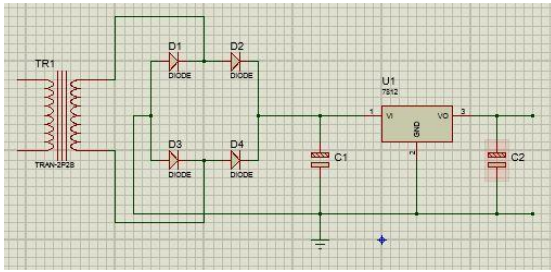 TR1
TRAN-2P2S
D1
DIODE
D2
DIODE
D3
DIODE
D4
DIODE
C1
U1
7812
1
VI
VO
3
GND
2
C2